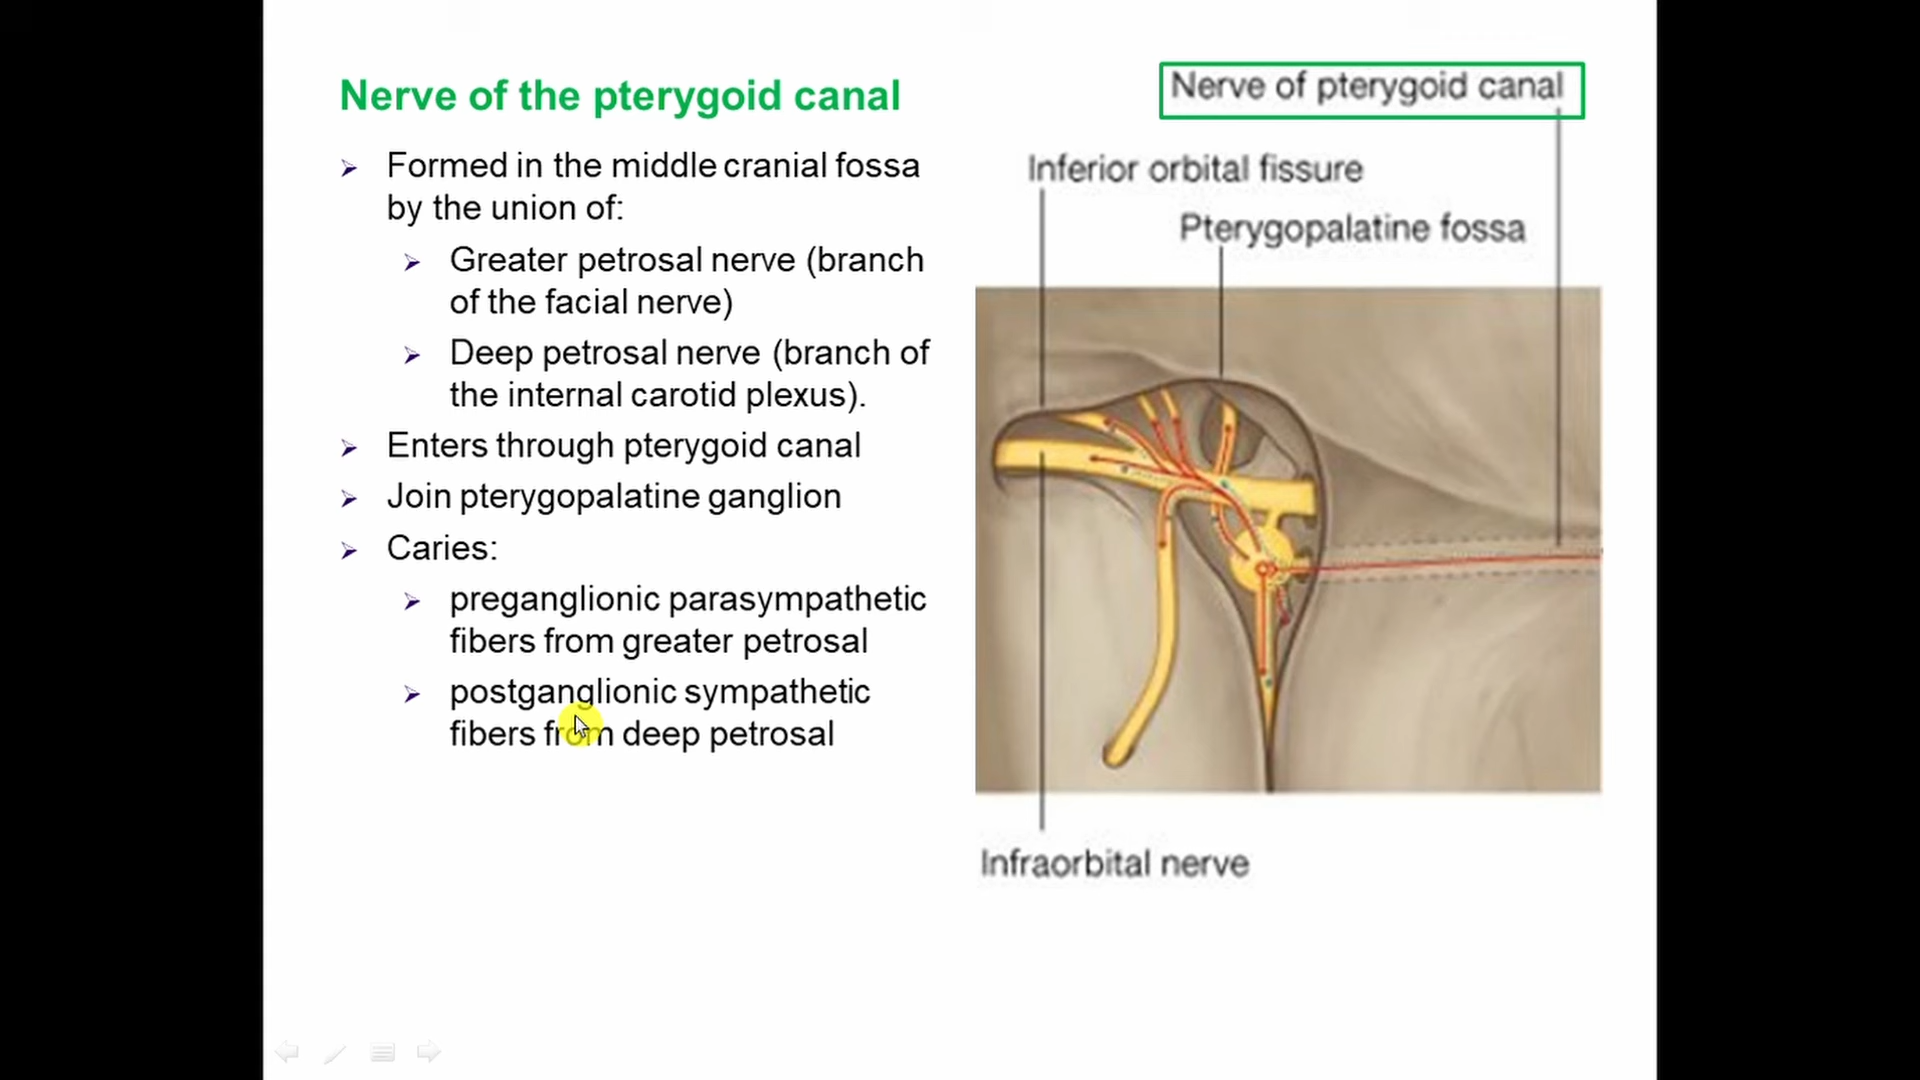 Nerve of the pterygoid canal
Formed in the middle cranial fossa
by the union of:
Greater petrosal nerve (branch
of the facial nerve)
Deep petrosal nerve (branch of
the internal carotid plexus).
Enters through pterygoid canal
Join pterygopalatine ganglion
Caries:
preganglionic parasympathetic
fibers from greater petrosal
postganglionic sympathetic
fibers from deep petrosal
Nerve of pterygoid canal
Inferior orbital fissure
Pterygopalatine fossa
Infraorbital nerve